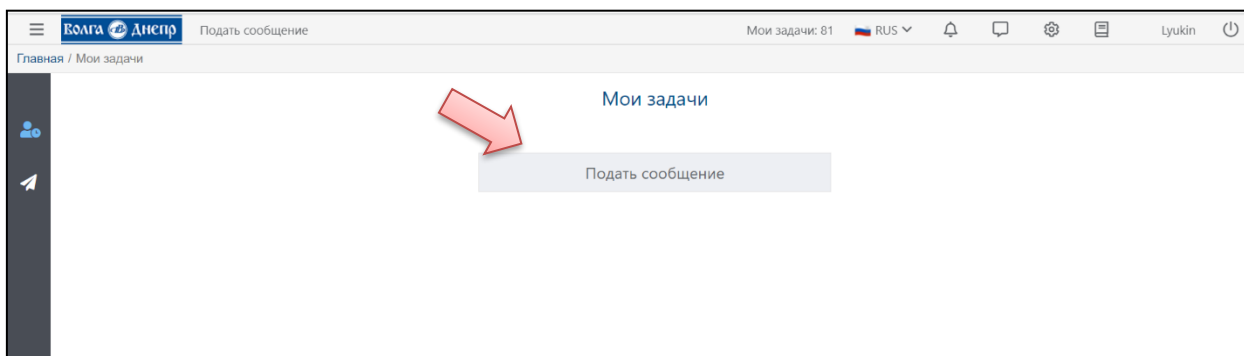 Волга Днепр Подать сообщение Мои задачи: 81 RUS Lyukin
Главная / Мои задачи
Мои задачи
Подать сообщение